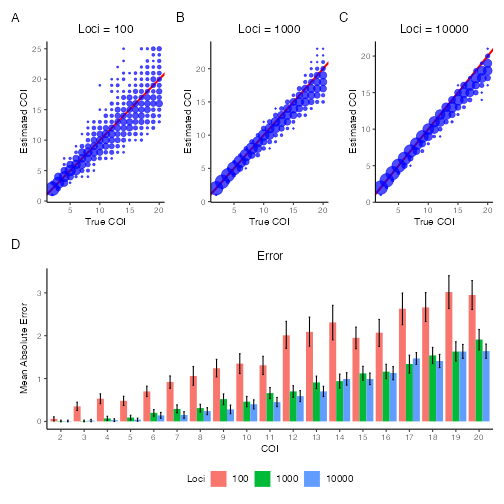 A
Loci = 100
Estimated COI
25
20
15
10
5
0
5
10
15
20
True COI
B
Loci = 1000
Estimated COI
20
15
10
5
0
5
10
15
20
True COI
C
Loci = 10000
Estimated COI
20
15
10
5
0
5
10
15
20
True COI
D
Error
Mean Absolute Error
3
2
1
0
2 3 4 5 6 7 8 9 10 11 12 13 14 15 16 17 18 19 20
COI
Loci 100 1000 10000